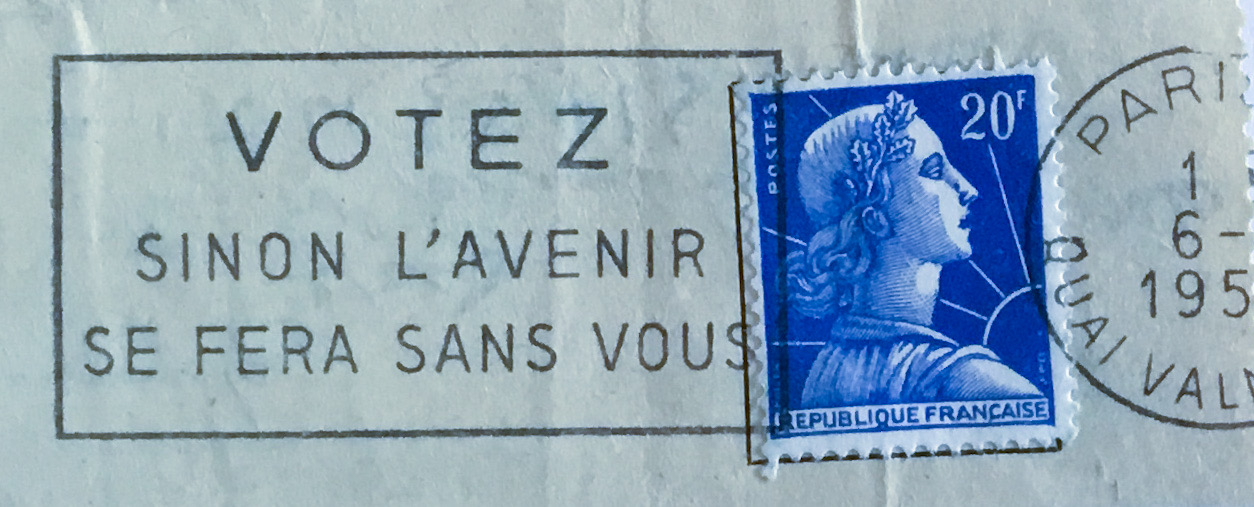 VOTEZ
SINON L'AVENIR
SE FERA SANS VOUS
POSTES
20F
REPUBLIQUE FRANÇAISE
PARI
1
6-
195
QUAI VAL